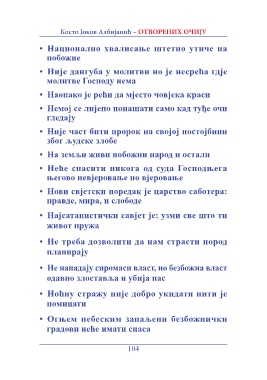 Косто Јоков Албијанић – ОТВОРЕНИХ ОЧИЈУ
• Национално хвалисање штетно утиче на
побожне
• Није дангуба у молитви но је несрећа гдје
молитве Господу нема
• Наопако је рећи да мјесто човјека краси
• Немој се лијепо понашати само кад туђе очи
гледају
• Није част бити пророк на својој постојбини
због људске злобе
• На земљи живи побожни народ и остали
• Неће спасити никога од суда Господњега
његово невјеровање но вјеровање
• Нови свјетски поредак је царство саботера:
правде, мира, и слободе
• Најсатанистички савјет је: узми све што ти
живот пружа
• Не треба дозволити да нам страсти пород
планирају
• Не нападају сиромаси власт, но безбожна власт
одавно злоставља и убија нас
• Ноћну стражу није добро укидати нити је
помицати
• Огњем небеским запаљени безбожнички
градови неће имати спаса
104